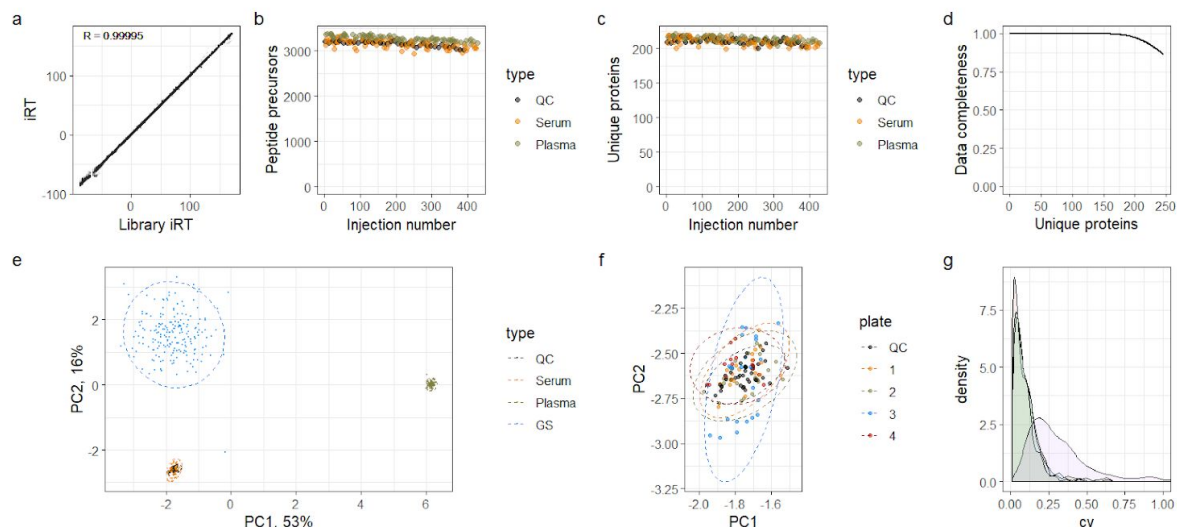 a
R = 0.99995
iRT
100
0
-100
0
100
Library iRT
b
Peptide precursors
3000
2000
1000
0
0 100 200 300 400
Injection number
type
QC
Serum
Plasma
c
Unique proteins
200
150
100
50
0
0 100 200 300 400
Injection number
type
QC
Serum
Plasma
d
Data completeness
1.00
0.75
0.50
0.25
0.00
0 50 100 150 200 250
Unique proteins
e
PC2, 16%
2
0
-2
-2 0 2 4 6
PC1, 53%
type
QC
Serum
Plasma
GS
f
PC2
-2.25
-2.50
-2.75
-3.00
-3.25
-2.0 -1.8 -1.6
PC1
plate
QC
1
2
3
4
g
density
7.5
5.0
2.5
0.0
0.00 0.25 0.50 0.75 1.00
cv